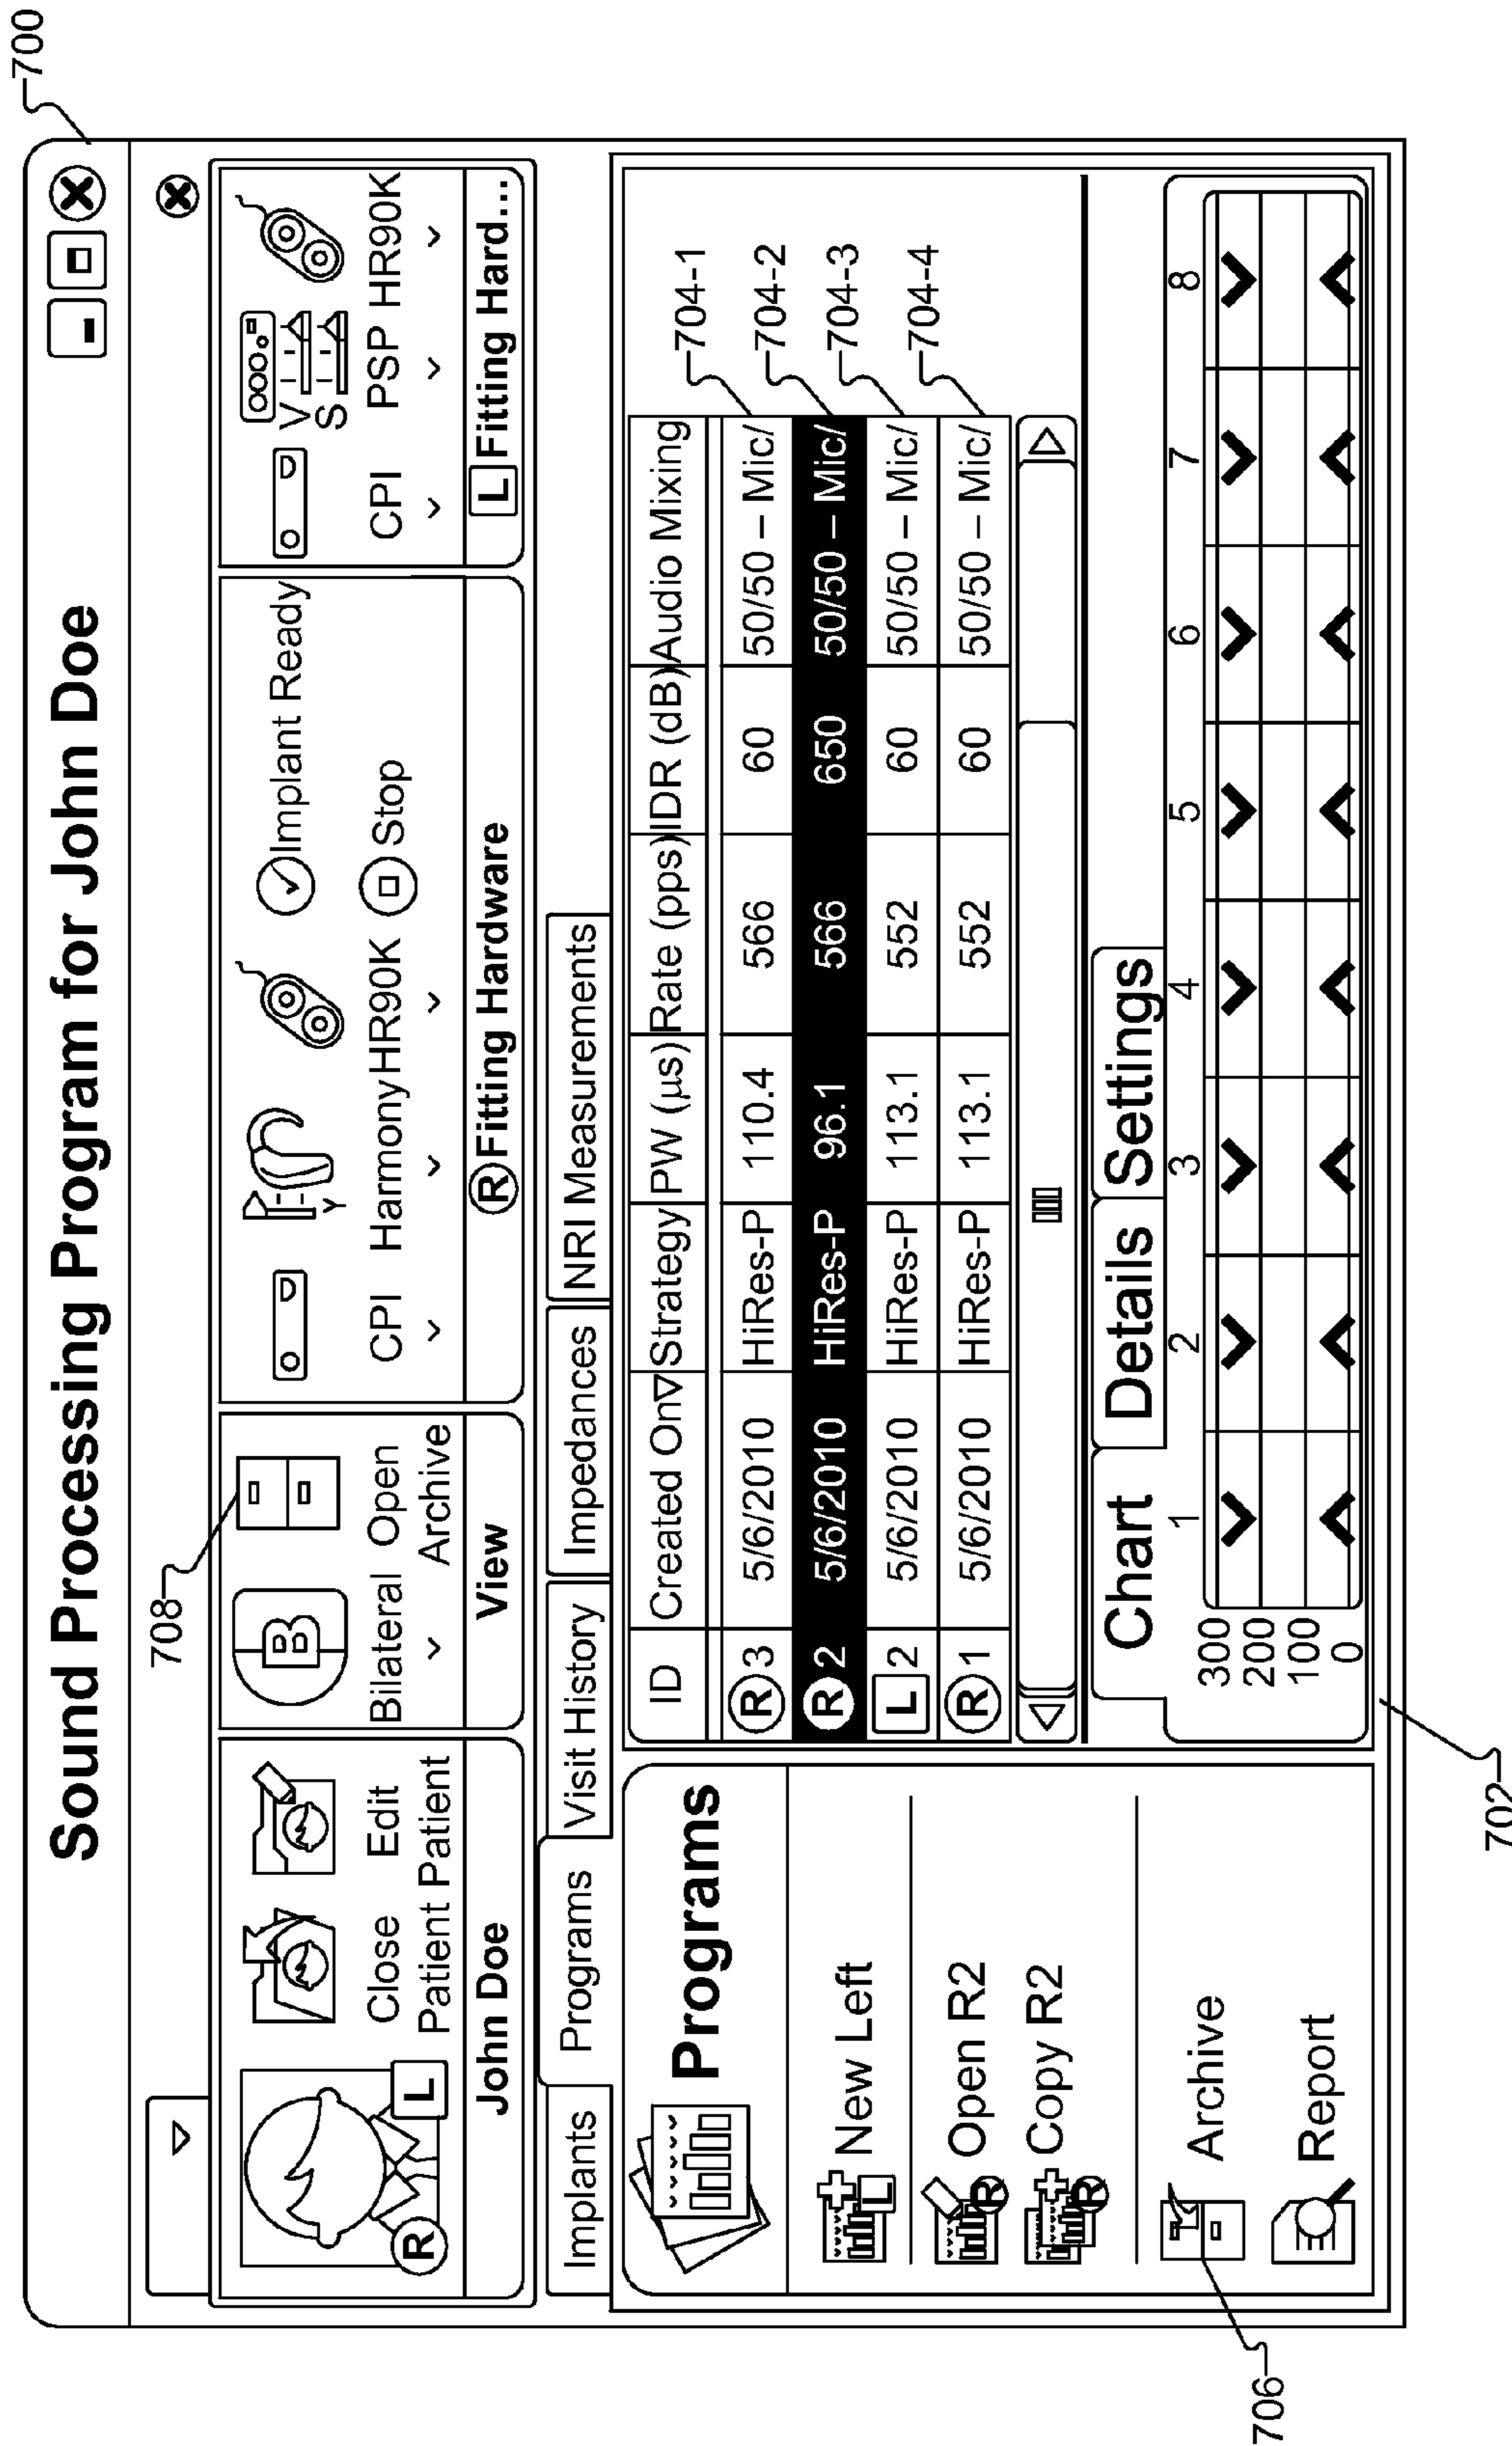 700
Sound Processing Program for John Doe
708
R
L
Close Patient
Edit Patient
John Doe
B
Bilateral
Open Archive
View
CPI
Y
Harmony
HR90K
Implant Ready
Stop
R Fitting Hardware
CPI
V
S
PSP
HR90K
L Fitting Hard...
Implants
Programs
Visit History
Impedances
NRI Measurements
Programs
L New Left
R Open R2
R Copy R2
Archive
Report
706
ID Created On Strategy PW (μs) Rate (pps) IDR (dB) Audio Mixing
R 3 5/6/2010 HiRes-P 110.4 566 60 50/50 – Mic/ 704-1
R 2 5/6/2010 HiRes-P 96.1 566 650 50/50 – Mic/ 704-2
L 2 5/6/2010 HiRes-P 113.1 552 60 50/50 – Mic/ 704-3
R 1 5/6/2010 HiRes-P 113.1 552 60 50/50 – Mic/ 704-4
Chart Details Settings
1 2 3 4 5 6 7 8
300
200
100
0
702